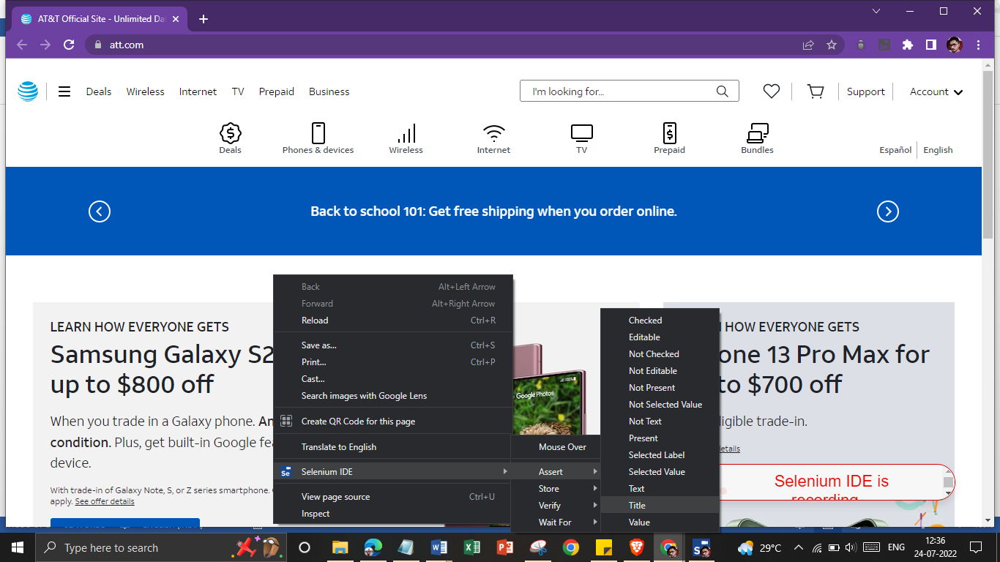 AT&T Official Site - Unlimited Da
att.com
Deals Wireless Internet TV Prepaid Business
I'm looking for...
Support Account
Deals Phones & devices Wireless Internet TV Prepaid Bundles
Español English
Back to school 101: Get free shipping when you order online.
LEARN HOW EVERYONE GETS
Samsung Galaxy S2
up to $800 off
When you trade in a Galaxy phone. An
condition. Plus, get built-in Google fea
device.
With trade-in of Galaxy Note, S, or Z series smartphone.
apply. See offer details
Back Alt+Left Arrow
Forward Alt+Right Arrow
Reload Ctrl+R
Save as... Ctrl+S
Print... Ctrl+P
Cast...
Search images with Google Lens
Create QR Code for this page
Translate to English
Se Selenium IDE
View page source Ctrl+U
Inspect
100%
Google Photos
Mouse Over
Assert
Store
Verify
Wait For
Checked
Editable
Not Checked
Not Editable
Not Present
Not Selected Value
Not Text
Present
Selected Label
Selected Value
Text
Title
Value
HOW EVERYONE GETS
one 13 Pro Max for
to $700 off
ligible trade-in.
details
Selenium IDE is
recording
Type here to search
29°C
ENG
12:36
24-07-2022